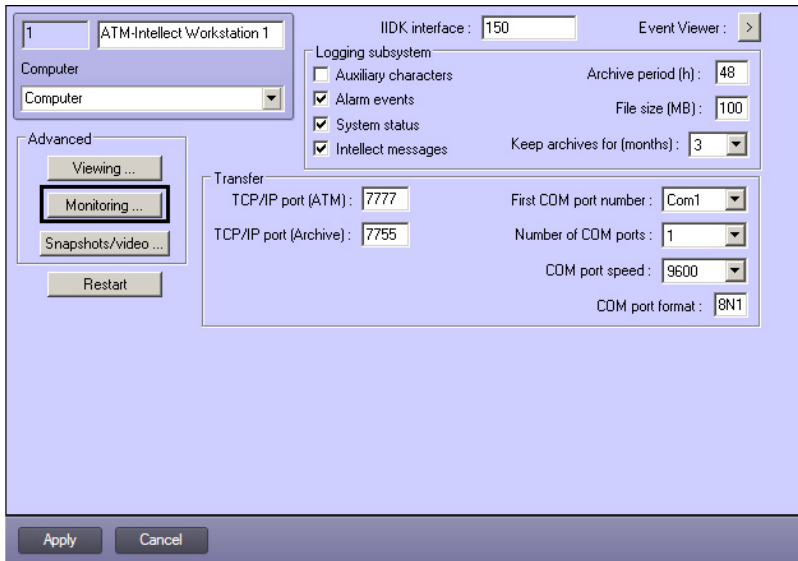 1 ATM-Intellect Workstation 1
Computer
Computer
Advanced
Viewing ...
Monitoring ...
Snapshots/video ...
Restart
IIDK interface : 150
Event Viewer : >
Logging subsystem
Auxiliary characters
Alarm events
System status
Intellect messages
Archive period (h) : 48
File size (MB) : 100
Keep archives for (months) : 3
Transfer
TCP/IP port (ATM) : 7777
TCP/IP port (Archive) : 7755
First COM port number : Com1
Number of COM ports : 1
COM port speed : 9600
COM port format : 8N1
Apply Cancel